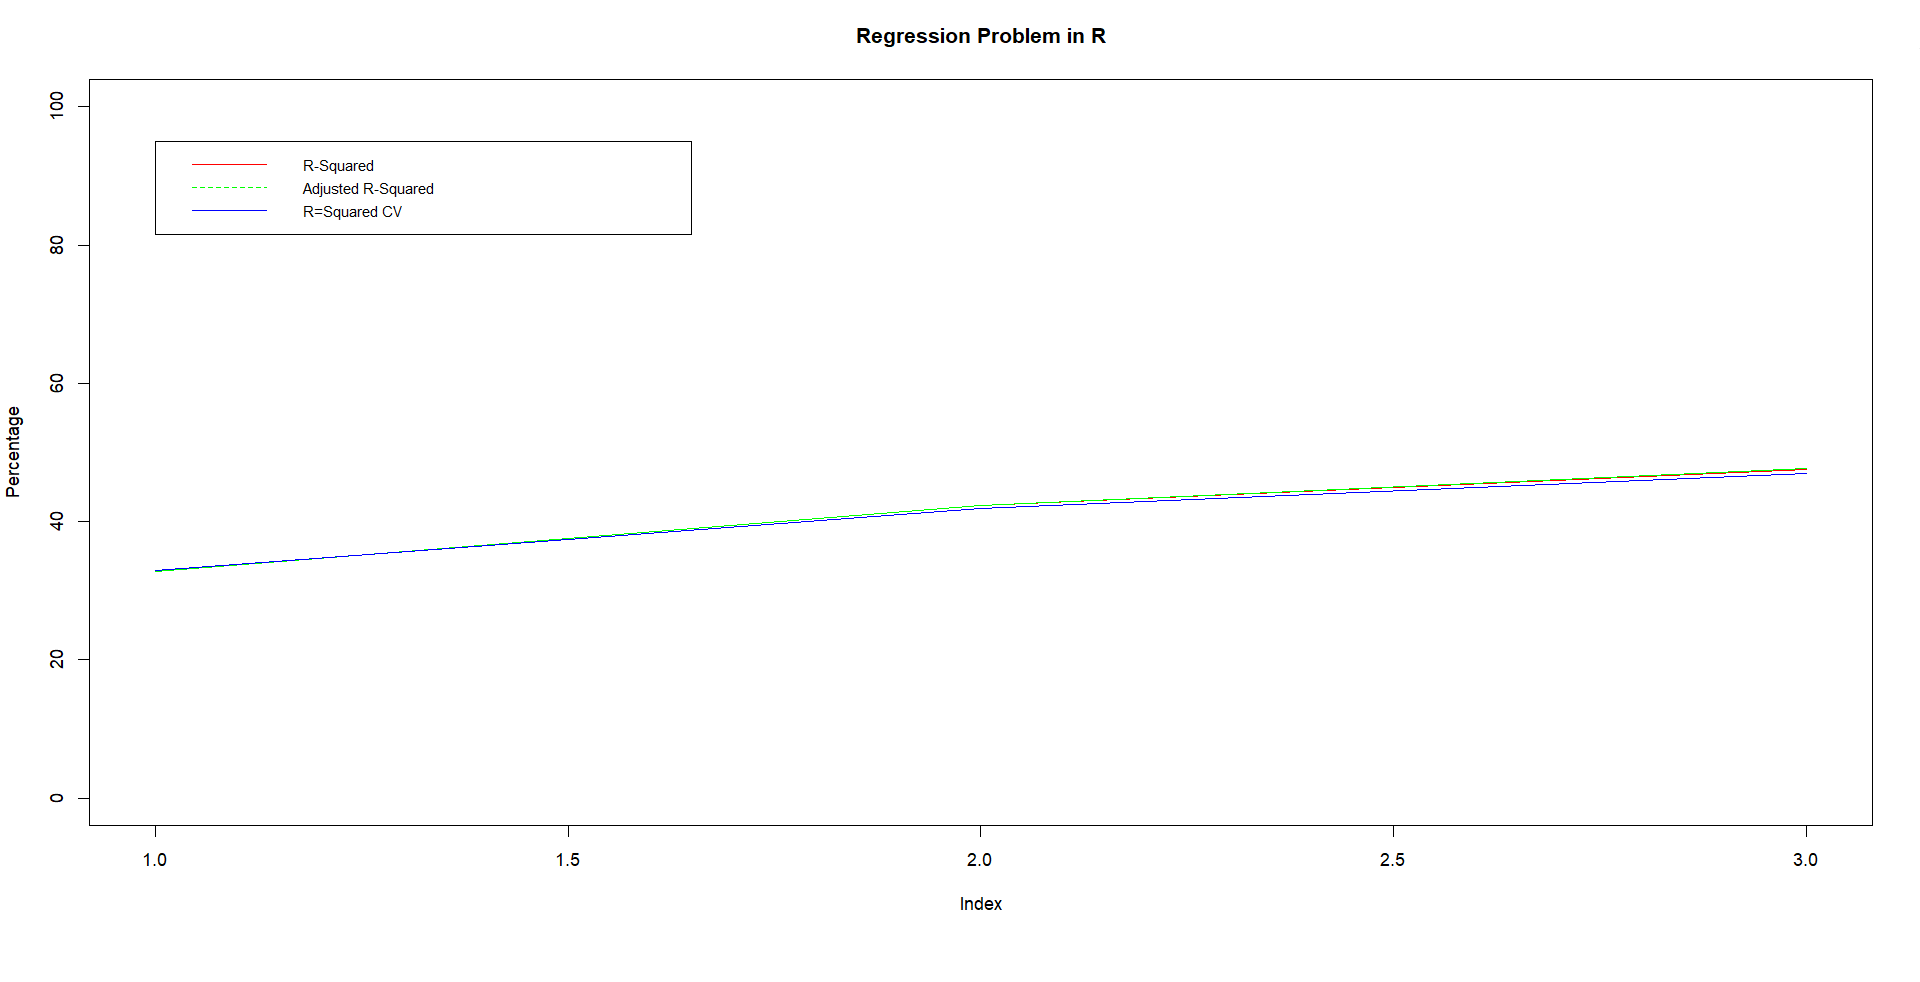 Regression Problem in R
100
80
60
40
20
0
Percentage
R-Squared
Adjusted R-Squared
R=Squared CV
1.0 1.5 2.0 2.5 3.0
Index